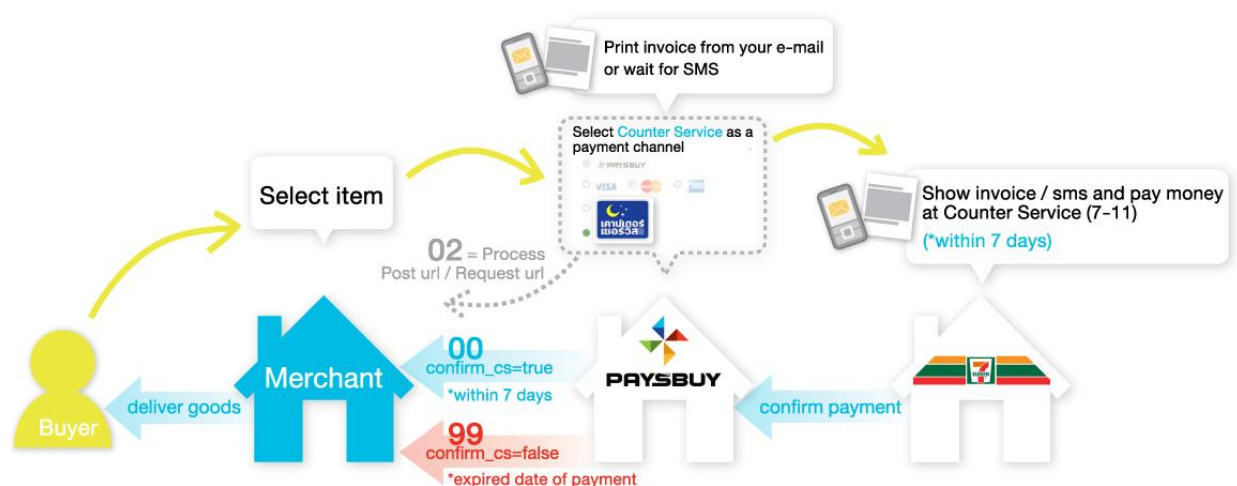 Print invoice from your e-mail
or wait for SMS
Select Counter Service as a
payment channel
PAYSBUY
VISA
เคาน์เตอร์
เซอร์วิส
Select item
Show invoice / sms and pay money
at Counter Service (7-11)
(*within 7 days)
02 = Process
Post url / Request url
00
confirm_cs=true
*within 7 days
99
confirm_cs=false
*expired date of payment
Buyer
deliver goods
Merchant
PAYSBUY
confirm payment
7
ELEVEN